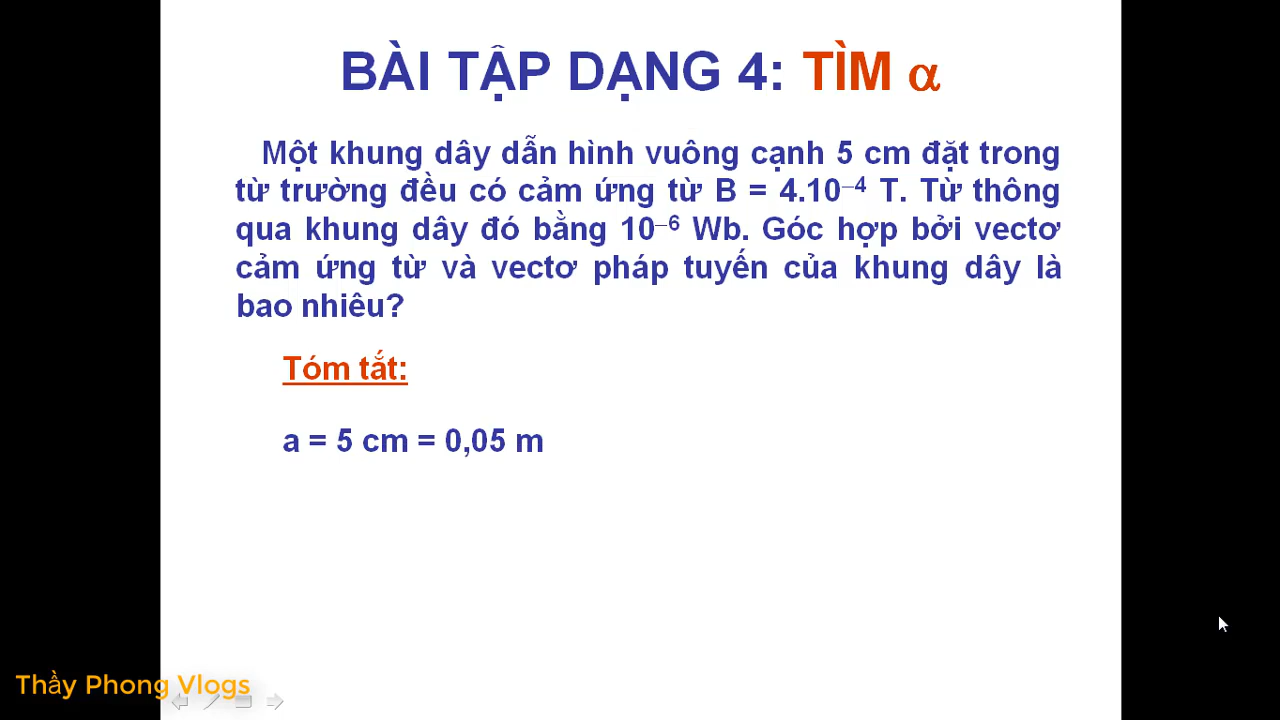 BÀI TẬP DẠNG 4: TÌM α
Một khung dây dẫn hình vuông cạnh 5 cm đặt trong
từ trường đều có cảm ứng từ B = 4.10⁻⁴ T. Từ thông
qua khung dây đó bằng 10⁻⁶ Wb. Góc hợp bởi vectơ
cảm ứng từ và vectơ pháp tuyến của khung dây là
bao nhiêu?
Tóm tắt:
a = 5 cm = 0,05 m
Thầy Phong Vlogs